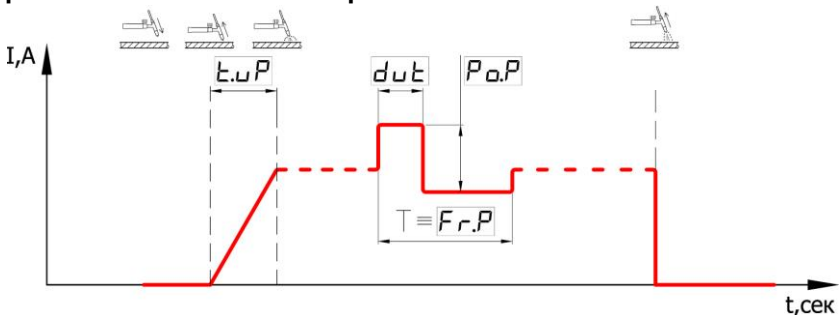 I,A
t.uP
dut
Po.P
T ≡ Fr.P
t,сек